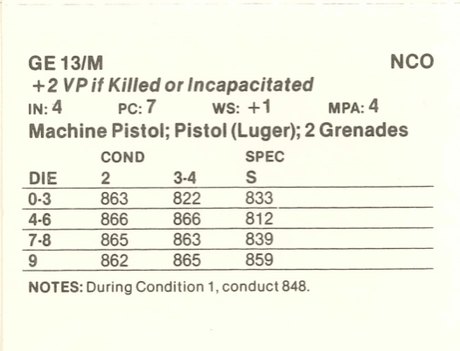 GE 13/M NCO
+2 VP if Killed or Incapacitated
IN: 4 PC: 7 WS: +1 MPA: 4
Machine Pistol; Pistol (Luger); 2 Grenades
COND SPEC
DIE 2 3-4 S
0-3 863 822 833
4-6 866 866 812
7-8 865 863 839
9 862 865 859
NOTES: During Condition 1, conduct 848.